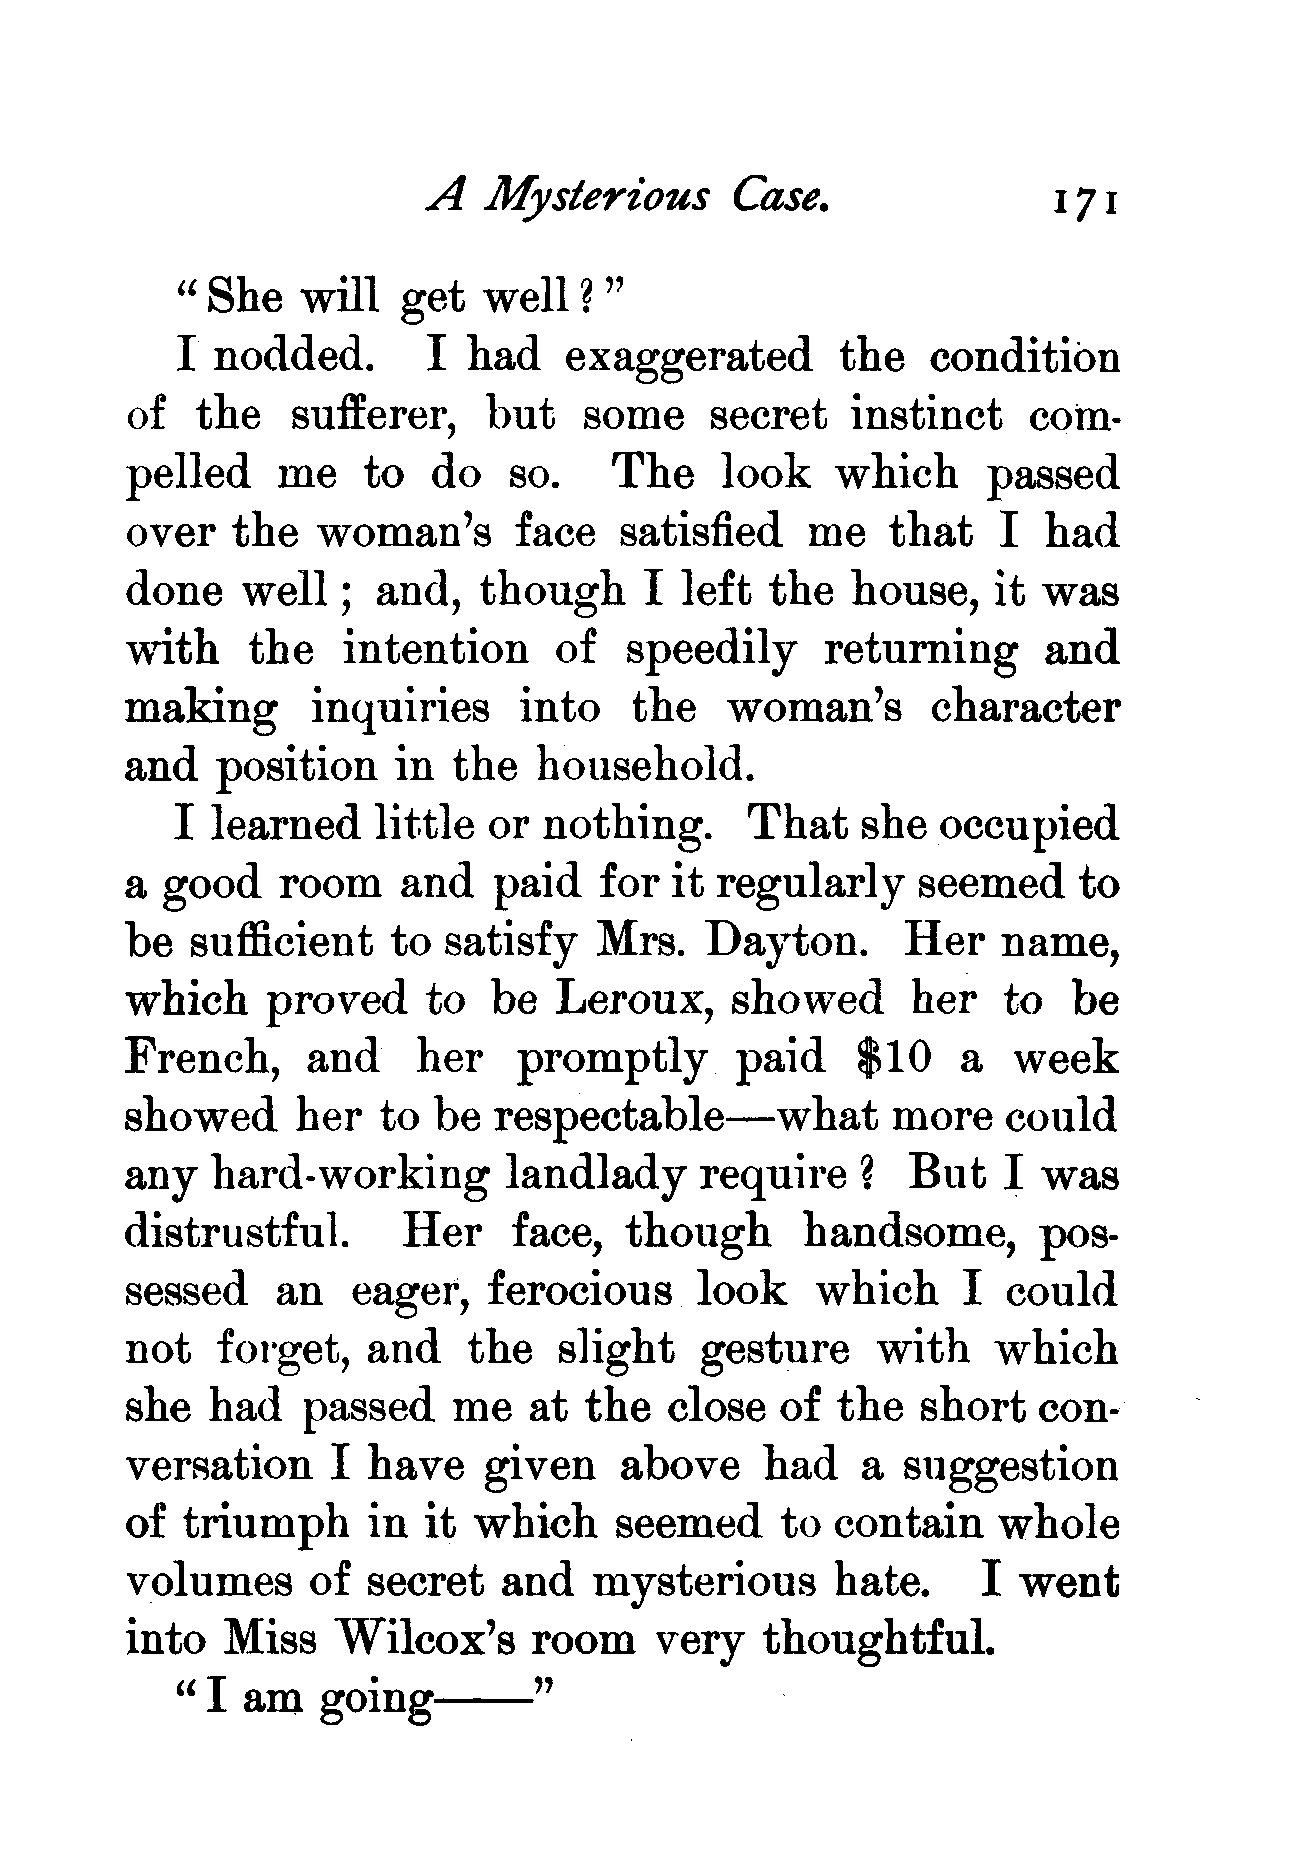 A Mysterious Case. 171
"She will get well?"
I nodded. I had exaggerated the condition
of the sufferer, but some secret instinct com-
pelled me to do so. The look which passed
over the woman's face satisfied me that I had
done well; and, though I left the house, it was
with the intention of speedily returning and
making inquiries into the woman's character
and position in the household.
I learned little or nothing. That she occupied
a good room and paid for it regularly seemed to
be sufficient to satisfy Mrs. Dayton. Her name,
which proved to be Leroux, showed her to be
French, and her promptly paid $10 a week
showed her to be respectable—what more could
any hard-working landlady require? But I was
distrustful. Her face, though handsome, pos-
sessed an eager, ferocious look which I could
not forget, and the slight gesture with which
she had passed me at the close of the short con-
versation I have given above had a suggestion
of triumph in it which seemed to contain whole
volumes of secret and mysterious hate. I went
into Miss Wilcox's room very thoughtful.
"I am going——"